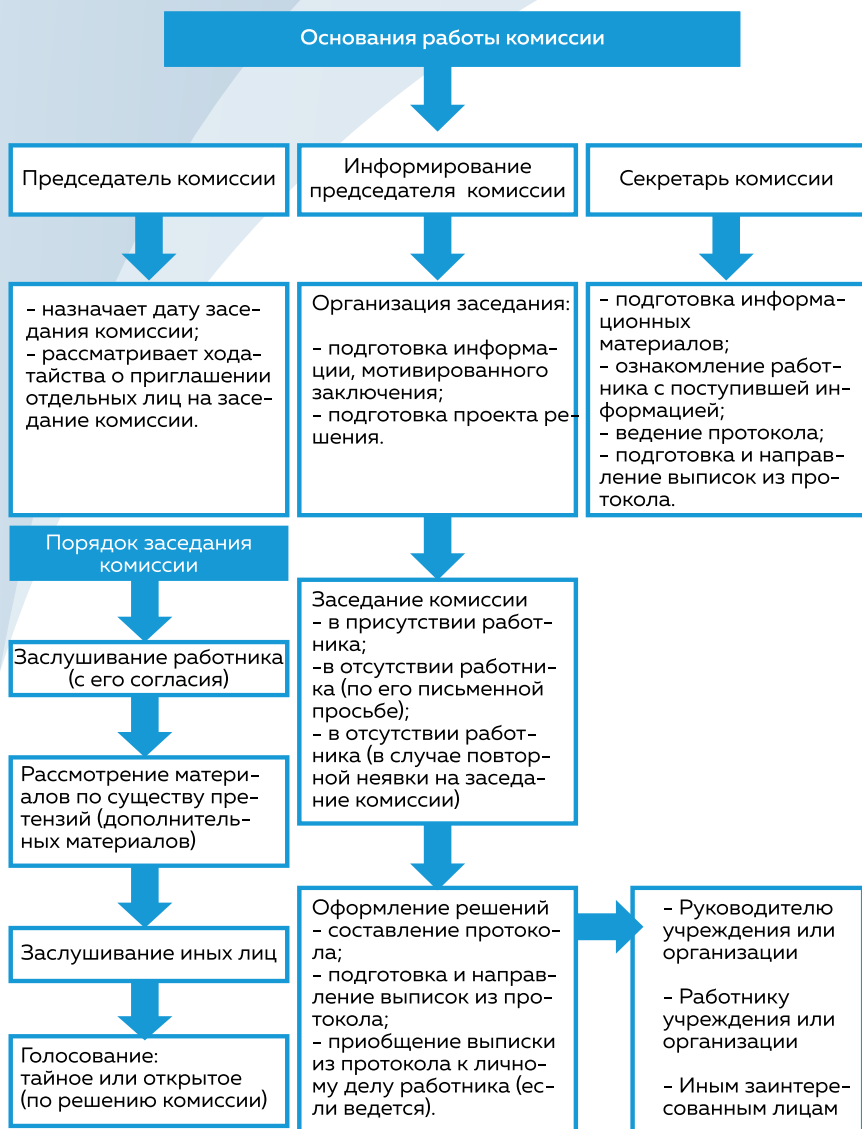 Основания работы комиссии
Председатель комиссии
Информирование
председателя комиссии
Секретарь комиссии
– назначает дату засе–
дания комиссии;
– рассматривает хода–
тайства о приглашении
отдельных лиц на засе–
дание комиссии.
Организация заседания:
– подготовка информа–
ции, мотивированного
заключения;
– подготовка проекта ре–
шения.
– подготовка информа–
ционных
материалов;
– ознакомление работ–
ника с поступившей ин–
формацией;
– ведение протокола;
– подготовка и направ–
ление выписок из про–
токола.
Порядок заседания
комиссии
Заслушивание работника
(с его согласия)
Рассмотрение матери–
алов по существу пре–
тензий (дополнитель–
ных материалов)
Заслушивание иных лиц
Голосование:
тайное или открытое
(по решению комиссии)
Заседание комиссии
– в присутствии работ–
ника;
–в отсутствии работни–
ка (по его письменной
просьбе);
– в отсутствии работ–
ника (в случае повтор–
ной неявки на заседа–
ние комиссии)
Оформление решений
– составление протоко–
ла;
– подготовка и направ–
ление выписок из про–
токола;
– приобщение выписки
из протокола к лично–
му делу работника (ес–
ли ведется).
– Руководителю
учреждения или
организации
– Работнику
учреждения или
организации
– Иным заинтере–
сованным лицам